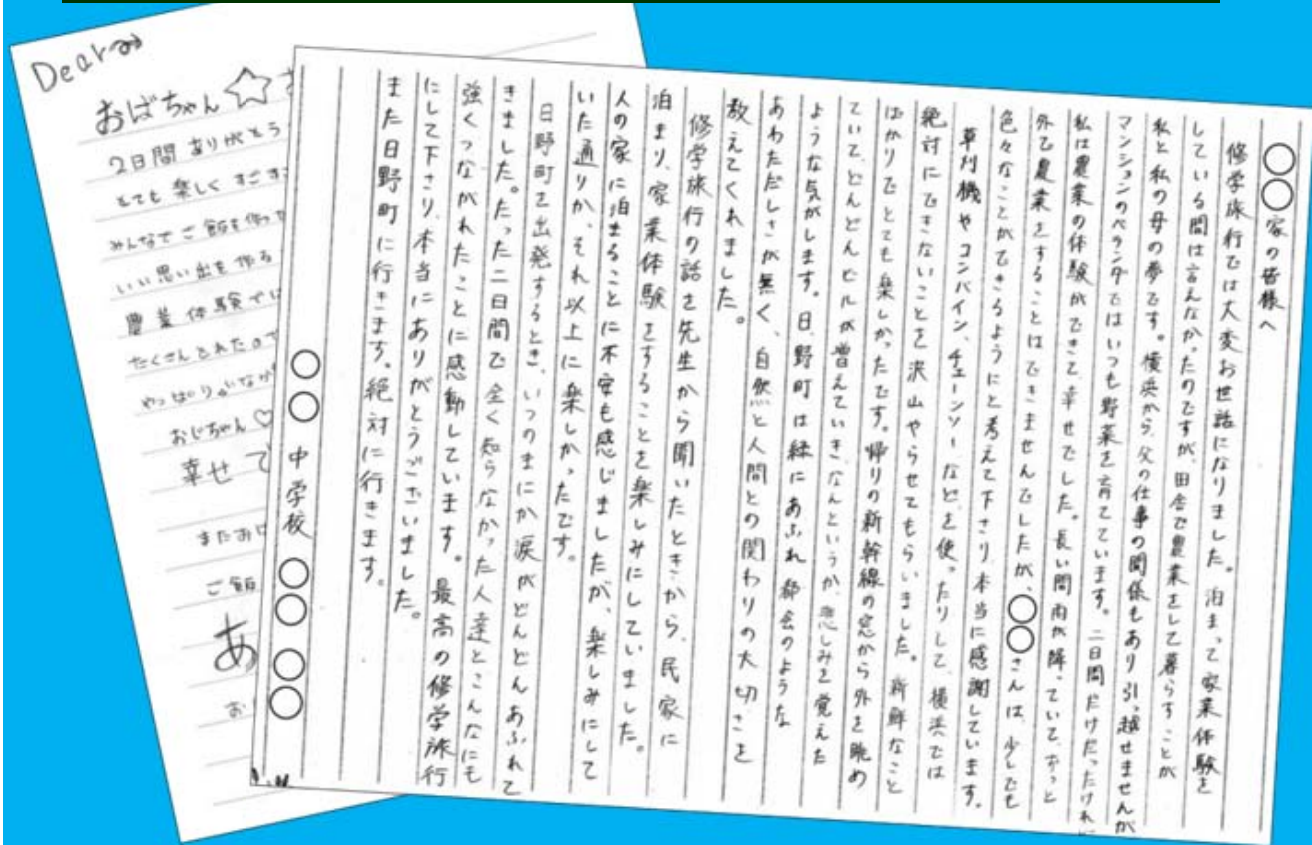 Dear
おばちゃん☆
2日間 ありがとう
とても 楽しく すごす
みんなで ご飯を 作っ
いい思い出を 作る
農業体験では
たくさんとれたので
やっぱり
おじちゃん♡
幸せで
またお
ご飯
あ
お
○○家の皆様へ
修学旅行では大変お世話になりました。泊まって家業体験を
している間は言えなかったのですが、田舎で農業をして暮らすことが
私と私の母の夢です。横浜から、父の仕事の関係もあり引っ越せませんが
マンションのベランダではいつも野菜を育てています。二日間だけだったけれど
私は農業の体験ができて、幸せでした。長い間雨が降っていて、ずっと
外で農業をすることはできませんでしたが、○○さんは、少しでも
色々なことができるようにと考えて下さり本当に感謝しています。
草刈機やコンバイン、チェーンソーなどを使ったりして、横浜では
絶対にできないことを沢山やらせてもらいました。新鮮なこと
ばかりでとても楽しかったです。帰りの新幹線の窓から外を眺め
ていて、どんどんビルが増えていき、なんというか、悲しみを覚えた
ような気がします。日野町は緑にあふれ都会のような
あわただしさが無く、自然と人間との関わりの大切さを
教えてくれました。
修学旅行の話を先生から聞いたときから、民家に
泊まり、家業体験をすることを楽しみにしていました。
人の家に泊まることに不安も感じましたが、楽しみにして
いた通りか、それ以上に楽しかったです。
日野町を出発するとき、いつのまにか涙がどんどんあふれて
きました。たった二日間で全く知らなかった人達とこんなにも
強くつながれたことに感動しています。最高の修学旅行
にして下さり、本当にありがとうございました。
また日野町に行きます。絶対に行きます。
○○中学校 ○○ ○○